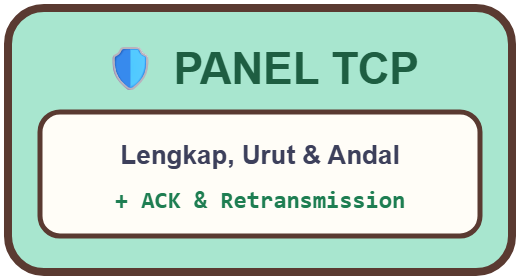 PANEL TCP
Lengkap, Urut & Andal
+ ACK & Retransmission